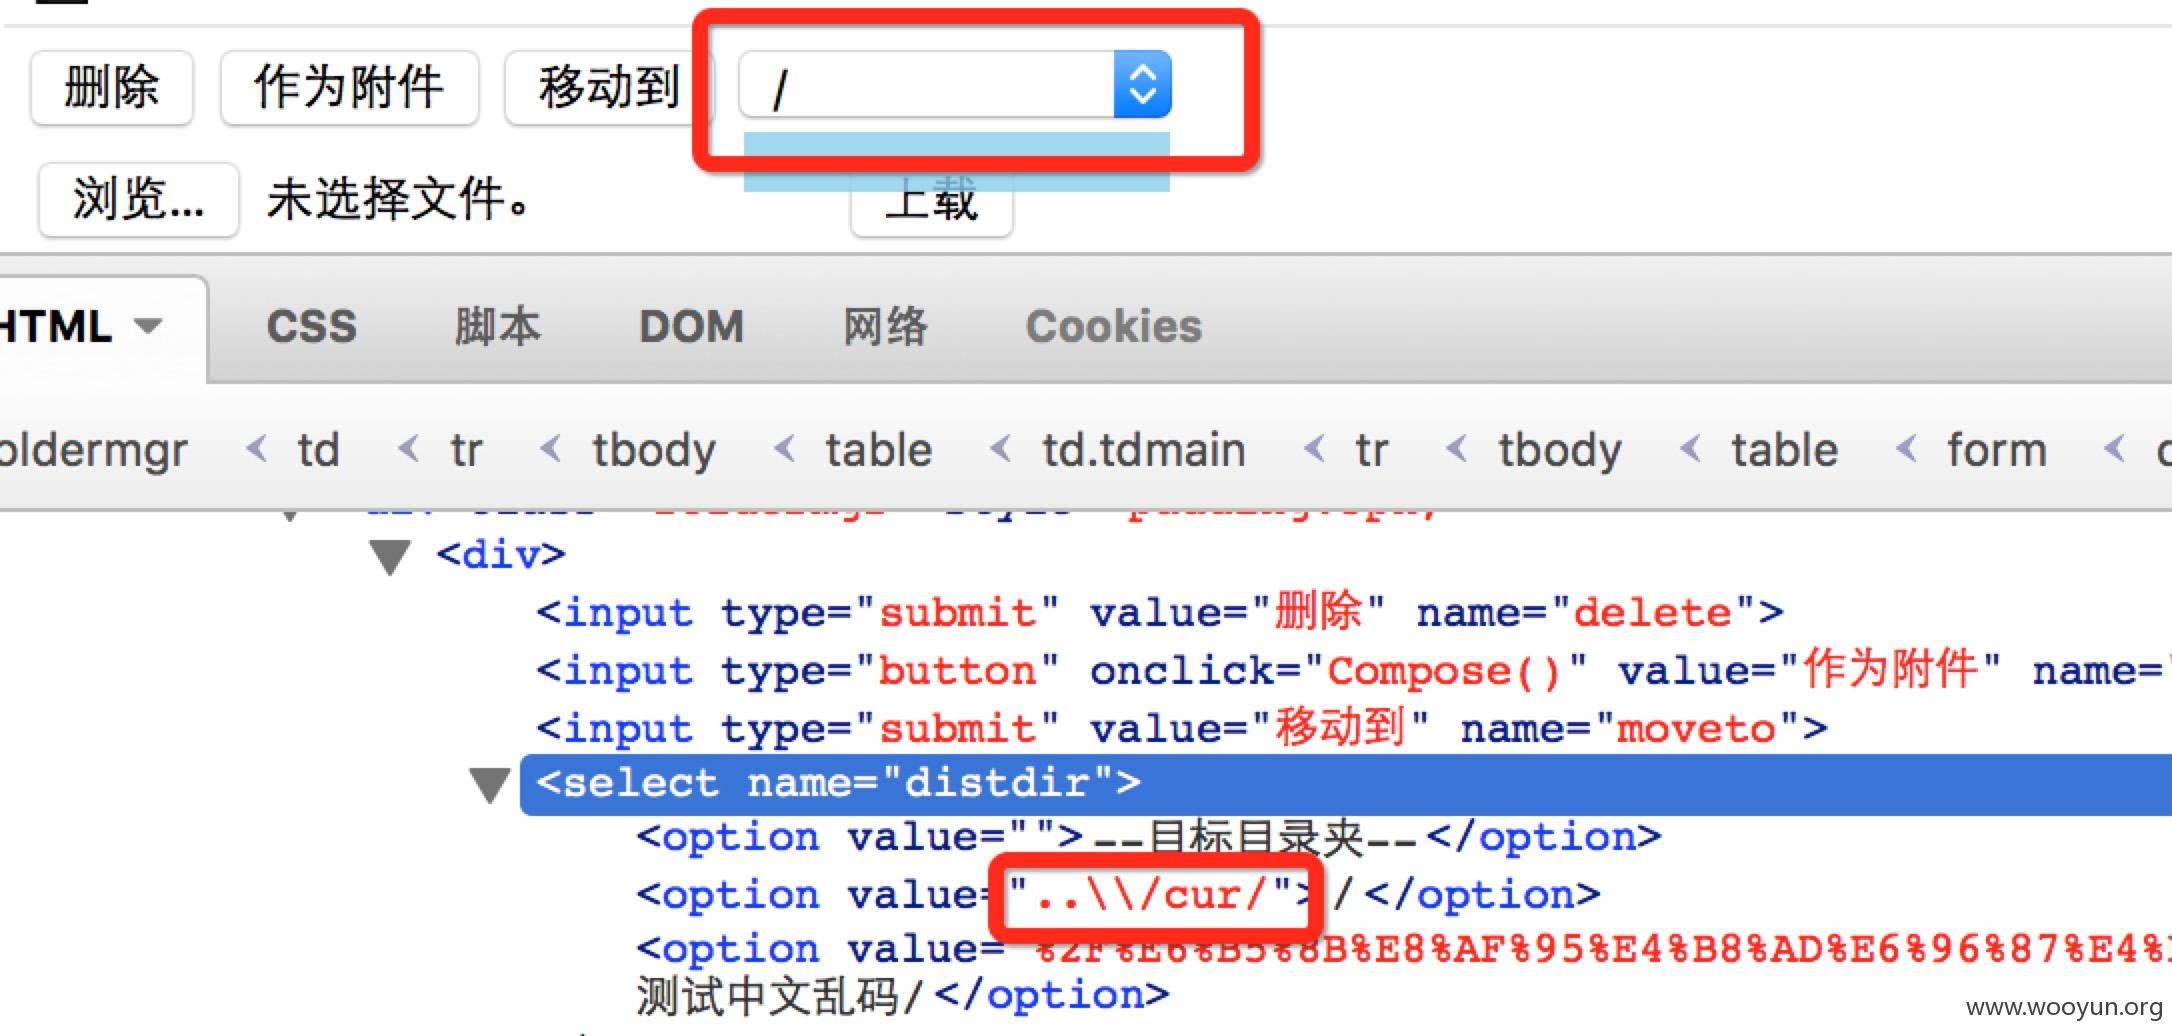 删除 作为附件 移动到 /
浏览... 未选择文件。 上载
HTML CSS 脚本 DOM 网络 Cookies
oldermgr < td < tr < tbody < table < td.tdmain < tr < tbody < table < form <
<div>
<input type="submit" value="删除" name="delete">
<input type="button" onclick="Compose()" value="作为附件" name="
<input type="submit" value="移动到" name="moveto">
<select name="distdir">
<option value="">--目标目录夹--</option>
<option value="..\\/cur/">/</option>
<option value="%2F%E6%B5%8B%E8%AF%95%E4%B8%AD%E6%96%87%E4%
测试中文乱码/</option>
www.wooyun.org